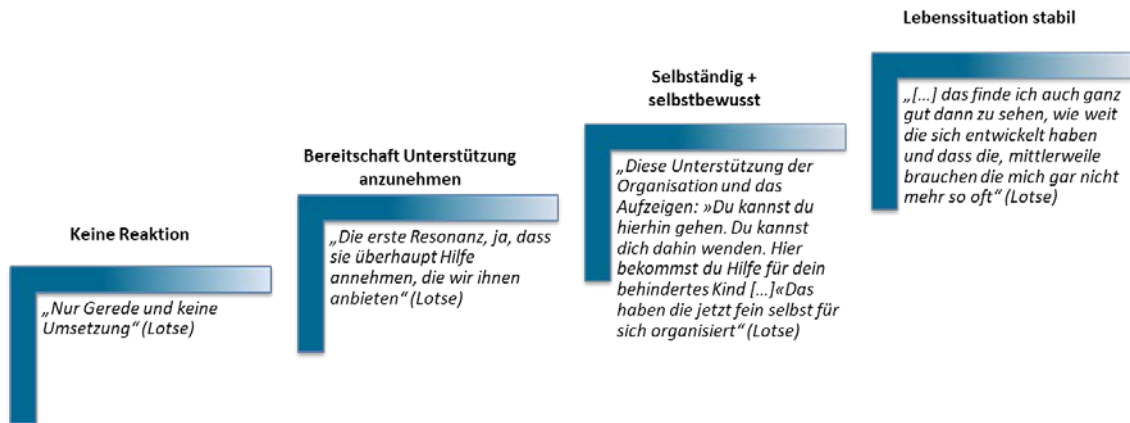 Keine Reaktion
„Nur Gerede und keine
Umsetzung“ (Lotse)
Bereitschaft Unterstützung
anzunehmen
„Die erste Resonanz, ja, dass
sie überhaupt Hilfe
annehmen, die wir ihnen
anbieten“ (Lotse)
Selbständig +
selbstbewusst
„Diese Unterstützung der
Organisation und das
Aufzeigen: »Du kannst du
hierhin gehen. Du kannst
dich dahin wenden. Hier
bekommst du Hilfe für dein
behindertes Kind [...]«Das
haben die jetzt fein selbst für
sich organisiert“ (Lotse)
Lebenssituation stabil
„[...] das finde ich auch ganz
gut dann zu sehen, wie weit
die sich entwickelt haben
und dass die, mittlerweile
brauchen die mich gar nicht
mehr so oft“ (Lotse)